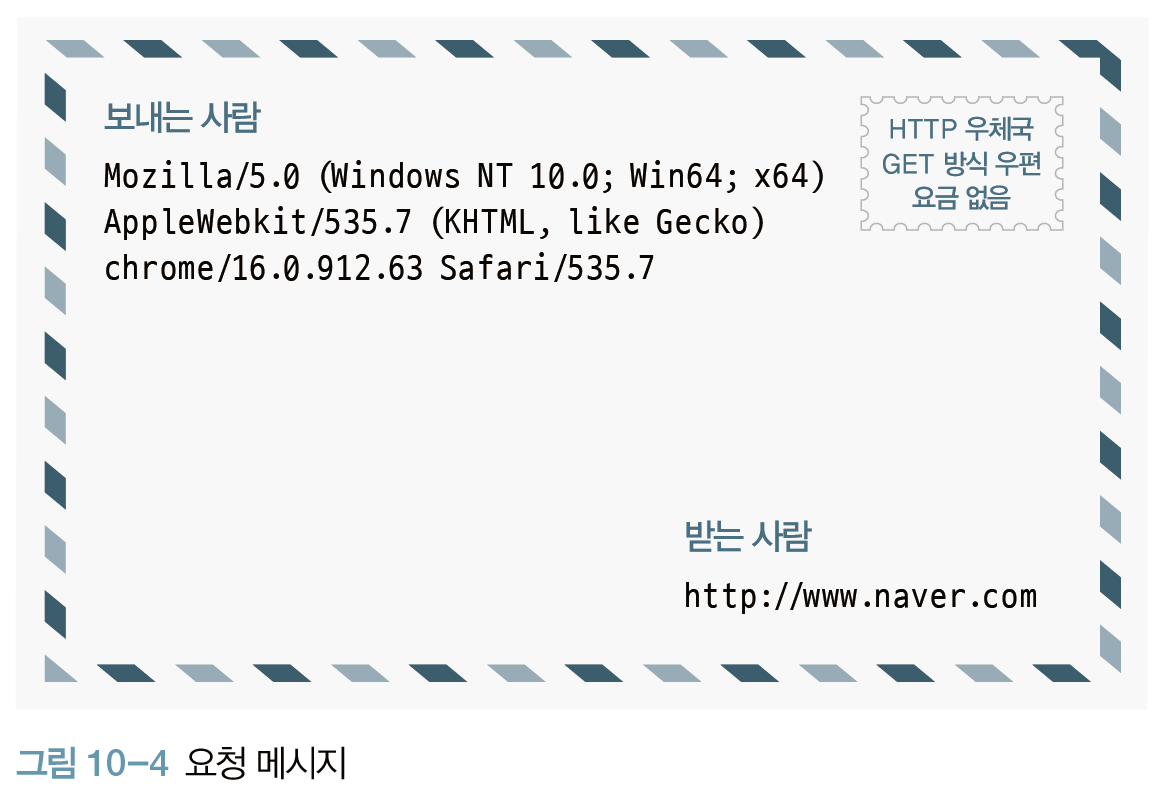 보내는 사람
Mozilla/5.0 (Windows NT 10.0; Win64; x64)
AppleWebkit/535.7 (KHTML, like Gecko)
chrome/16.0.912.63 Safari/535.7
HTTP 우체국
GET 방식 우편
요금 없음
받는 사람
http://www.naver.com
그림 10-4 요청 메시지